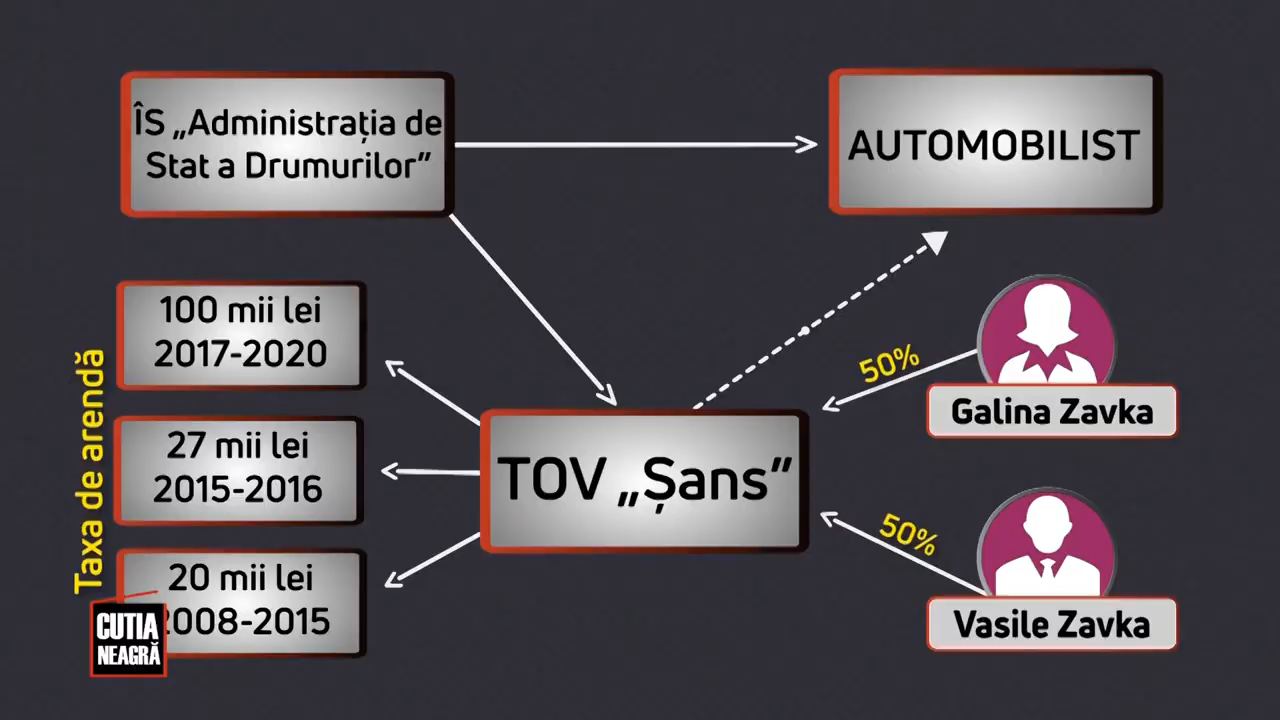 ÎS „Administrația de
Stat a Drumurilor”
AUTOMOBILIST
Taxa de arendă
100 mii lei
2017-2020
27 mii lei
2015-2016
20 mii lei
2008-2015
TOV „Șans”
50%
Galina Zavka
50%
Vasile Zavka
CUTIA
NEAGRĂ